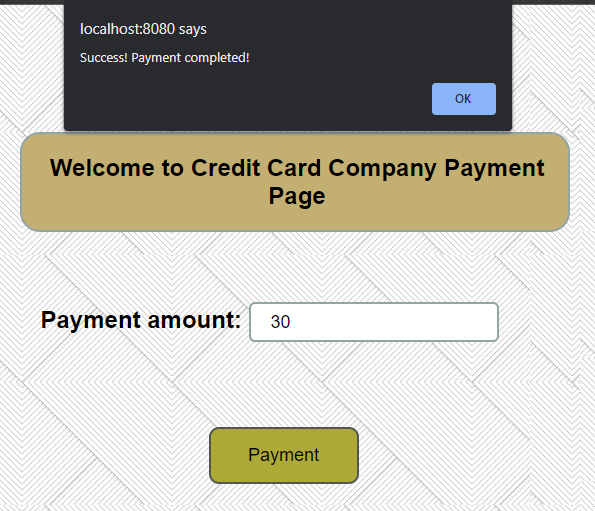 localhost:8080 says
Success! Payment completed!
OK
Welcome to Credit Card Company Payment
Page
Payment amount: 30
Payment